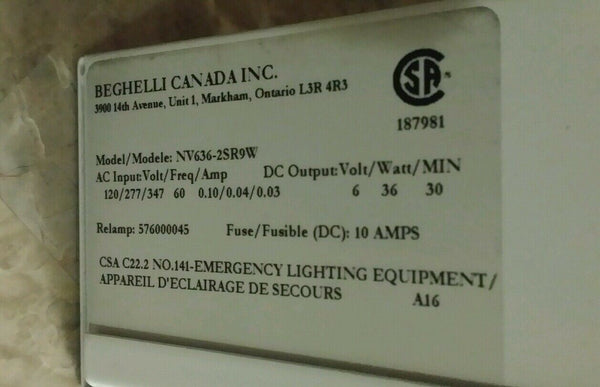 BEGHELLI CANADA INC.
3900 14th Avenue, Unit 1, Markham, Ontario L3R 4R3
CSA
187981
Model/Modele: NV636-2SR9W
AC Input:Volt/Freq/Amp DC Output:Volt/Watt/MIN
120/277/347 60 0.10/0.04/0.03 6 36 30
Relamp: 576000045 Fuse/Fusible (DC): 10 AMPS
CSA C22.2 NO.141-EMERGENCY LIGHTING EQUIPMENT/
APPAREIL D'ECLAIRAGE DE SECOURS A16